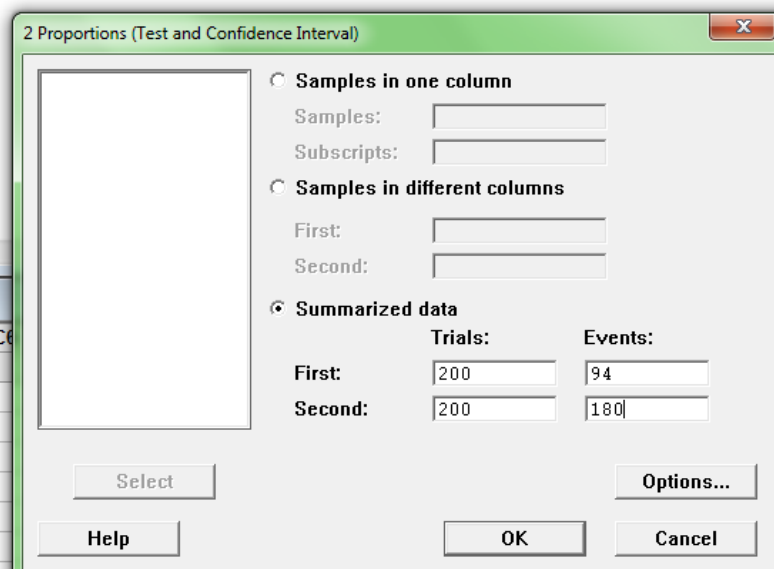 2 Proportions (Test and Confidence Interval)
X
Samples in one column
Samples:
Subscripts:
Samples in different columns
First:
Second:
Summarized data
Trials: Events:
First: 200 94
Second: 200 180
Select
Options...
Help OK Cancel